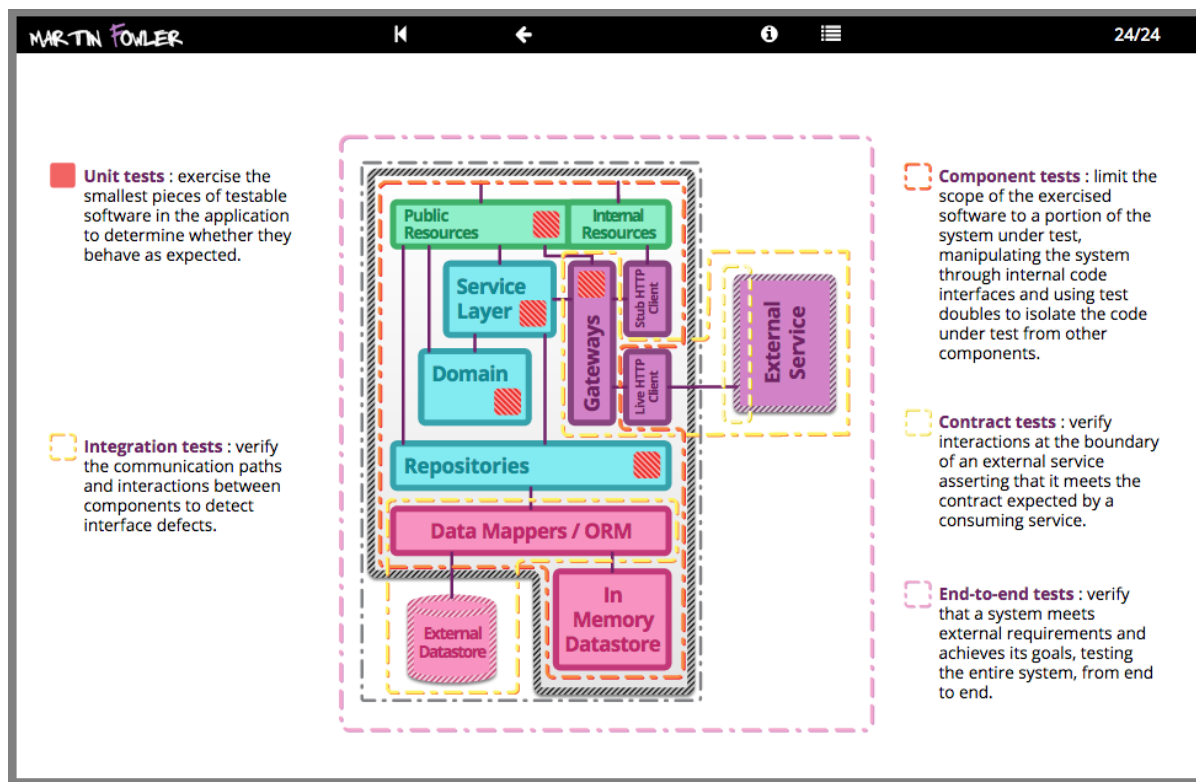 MARTIN FOWLER
24/24
Unit tests : exercise the
smallest pieces of testable
software in the application
to determine whether they
behave as expected.
Integration tests : verify
the communication paths
and interactions between
components to detect
interface defects.
Public
Resources
Internal
Resources
Service
Layer
Domain
Gateways
Stub HTTP
Client
Live HTTP
Client
External
Service
Repositories
Data Mappers / ORM
External
Datastore
In
Memory
Datastore
Component tests : limit the
scope of the exercised
software to a portion of the
system under test,
manipulating the system
through internal code
interfaces and using test
doubles to isolate the code
under test from other
components.
Contract tests : verify
interactions at the boundary
of an external service
asserting that it meets the
contract expected by a
consuming service.
End-to-end tests : verify
that a system meets
external requirements and
achieves its goals, testing
the entire system, from end
to end.